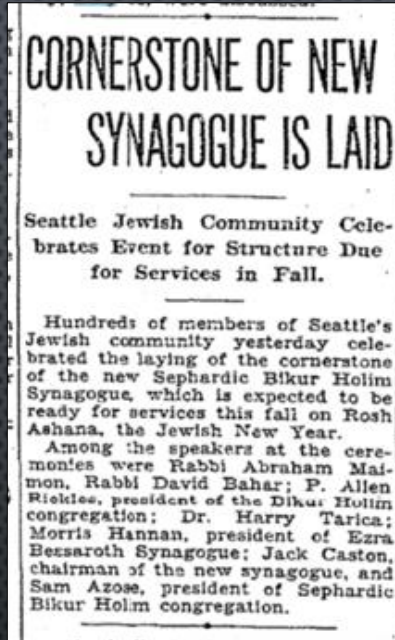 CORNERSTONE OF NEW
SYNAGOGUE IS LAID
Seattle Jewish Community Cele-
brates Event for Structure Due
for Services in Fall.
Hundreds of members of Seattle's
Jewish community yesterday cele-
brated the laying of the cornerstone
of the new Sephardic Bikur Holim
Synagogue, which is expected to be
ready for services this fall on Rosh
Ashana, the Jewish New Year.
Among the speakers at the cere-
monies were Rabbi Abraham Mai-
mon, Rabbi David Bahar; P. Allen
Rickles, president of the Bikur Holim
congregation; Dr. Harry Tarica;
Morris Hannan, president of Ezra
Bessaroth Synagogue; Jack Caston,
chairman of the new synagogue, and
Sam Azose, president of Sephardic
Bikur Holim congregation.